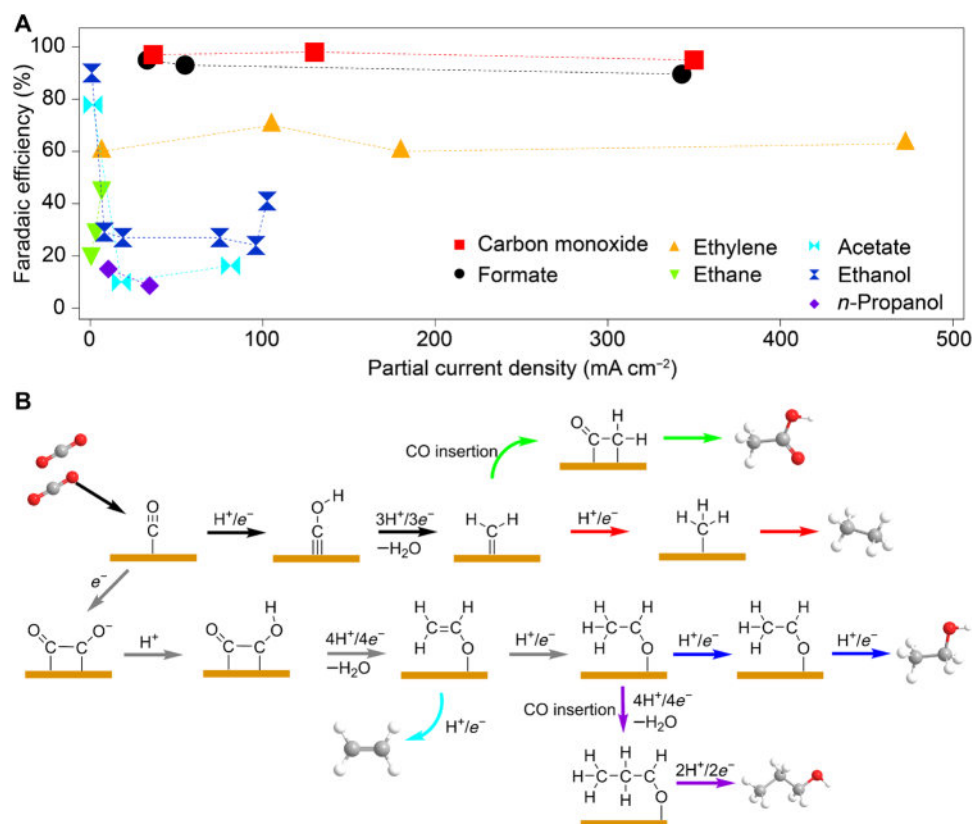 A
Faradaic efficiency (%)
100
80
60
40
20
0
Carbon monoxide
Formate
Ethylene
Ethane
Acetate
Ethanol
n-Propanol
0
100
200
300
400
500
Partial current density (mA cm⁻²)
B
CO insertion
O
H
C
H
O
C
H⁺/e⁻
H
O
C
3H⁺/3e⁻
−H₂O
H
H
C
H⁺/e⁻
H
H
H
C
e⁻
O
O⁻
C
C
H⁺
H
O
O
C
C
4H⁺/4e⁻
−H₂O
H
H
C
C
H
O
H⁺/e⁻
H
H
H
C
C
H
H
O
H⁺/e⁻
H
H
H
C
C
H
H
O
H⁺/e⁻
H⁺/e⁻
CO insertion
4H⁺/4e⁻
−H₂O
H
H
H
H
C
C
C
H
H
H
O
2H⁺/2e⁻